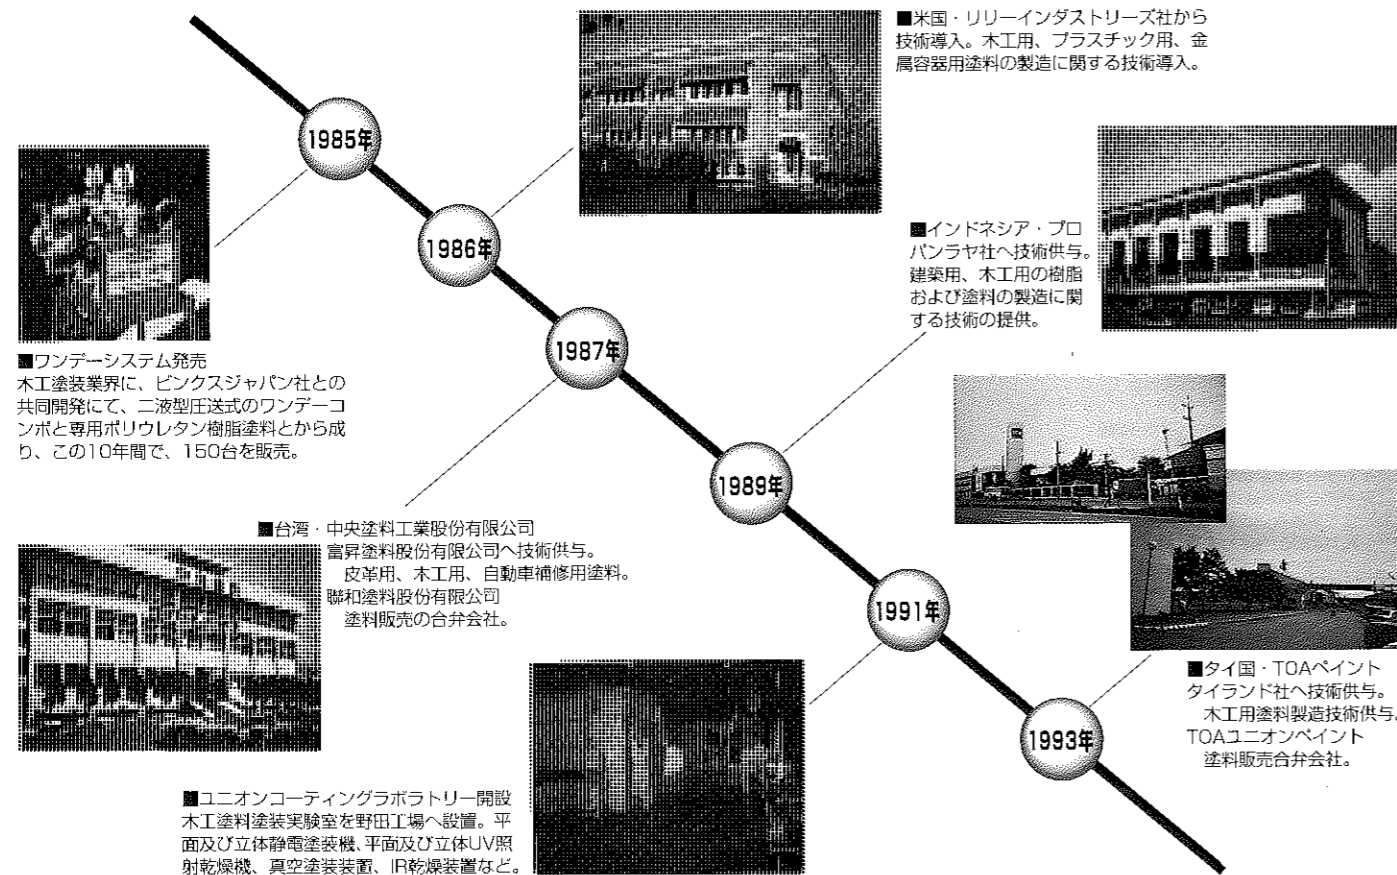 1985年
■ワンデーシステム発売
木工塗装業界に、ビンクスジャパン社との
共同開発にて、二液型圧送式のワンデーコ
ンポと専用ポリウレタン樹脂塗料とから成
り、この10年間で、150台を販売。
1986年
■米国・リリーインダストリーズ社から
技術導入。木工用、プラスチック用、金
属容器用塗料の製造に関する技術導入。
1987年
■台湾・中央塗料工業股份有限公司
富昇塗料股份有限公司へ技術供与。
皮革用、木工用、自動車補修用塗料。
聯和塗料股份有限公司
塗料販売の合弁会社。
1989年
■インドネシア・プロ
パンラヤ社へ技術供与。
建築用、木工用の樹脂
および塗料の製造に関
する技術の提供。
1991年
■ユニオンコーティングラボラトリー開設
木工塗料塗装実験室を野田工場へ設置。平
面及び立体静電塗装機、平面及び立体UV照
射乾燥機、真空塗装装置、IR乾燥装置など。
1993年
■タイ国・TOAペイント
タイランド社へ技術供与。
木工用塗料製造技術供与。
TOAユニオンペイント
塗料販売合弁会社。